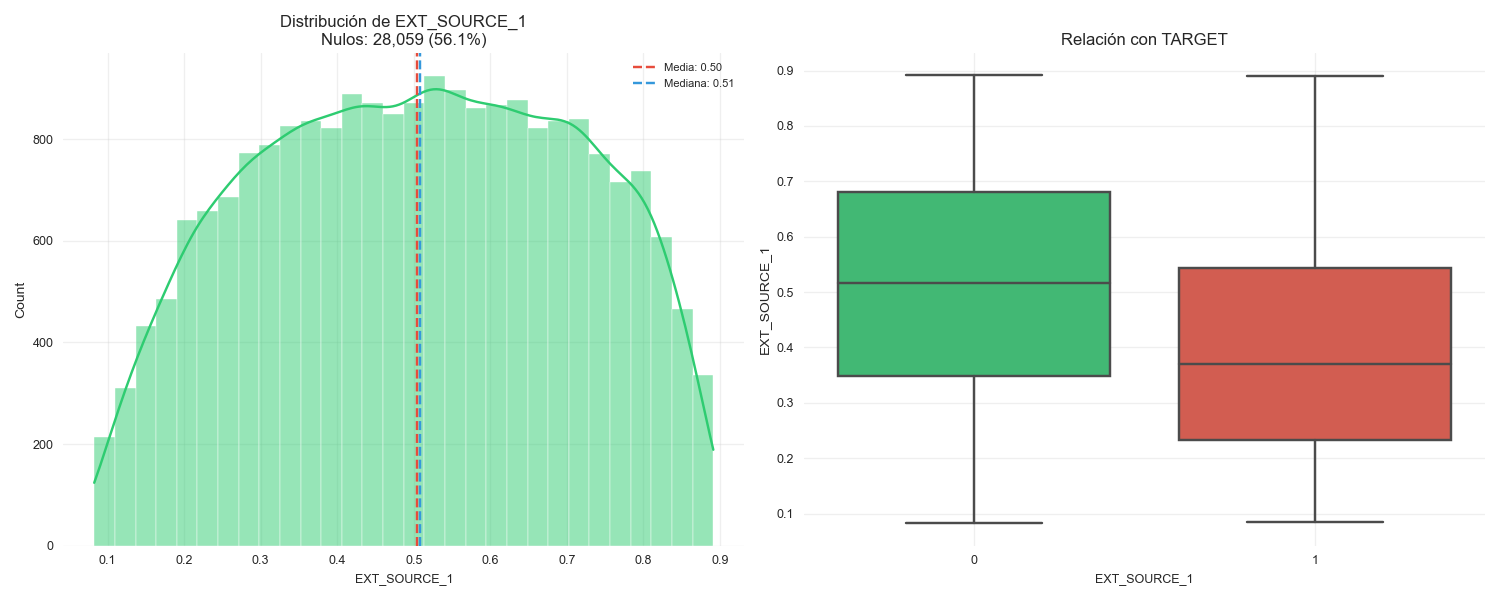 Distribución de EXT_SOURCE_1
Nulos: 28,059 (56.1%)
Media: 0.50
Mediana: 0.51
Count
800
600
400
200
0
0.1 0.2 0.3 0.4 0.5 0.6 0.7 0.8 0.9
EXT_SOURCE_1
Relación con TARGET
EXT_SOURCE_1
0.9
0.8
0.7
0.6
0.5
0.4
0.3
0.2
0.1
0 1
EXT_SOURCE_1